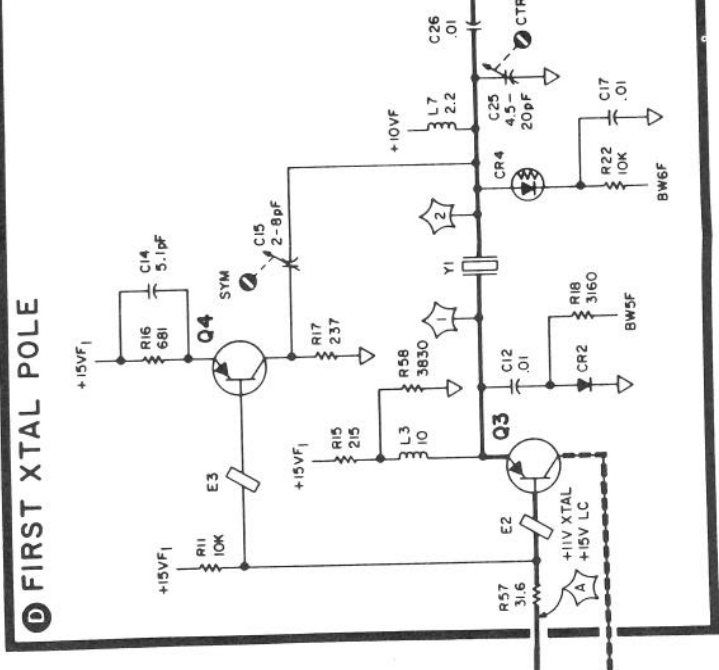 D FIRST XTAL POLE
+15VF1
R16
681
C14
5.1pF
Q4
SYM
C15
2-8pF
R17
237
E3
+15VF1
R11
10K
+15VF1
R15
215
R58
3830
L3
10
Q3
E2
+11V XTAL
+15V LC
R57
31.6
A
1
Y1
2
C12
.01
CR2
R18
3160
BW5F
CR4
R22
10K
BW6F
C17
.01
+10VF
L7
2.2
C25
4.5-
20pF
C26
.01
CTR